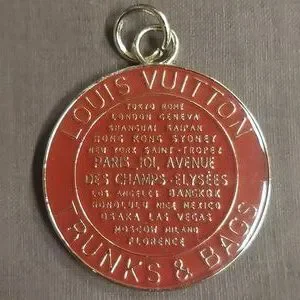 LOUIS VUITTON
TOKYO ROME
LONDON GENEVA
SHANGHAI SAIPAN
HONG KONG SYDNEY
NEW YORK SAINT-TROPEZ
PARIS 101, AVENUE
DES CHAMPS-ELYSÉES
LOS ANGELES BANGKOK
HONOLULU NICE MEXICO
OSAKA LAS VEGAS
MOSCOW MILANO
FLORENCE
TRUNKS & BAGS